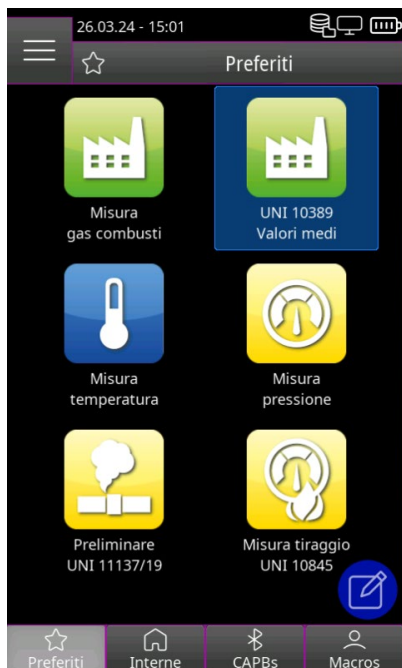 26.03.24 - 15:01
Preferiti
Misura
gas combusti
UNI 10389
Valori medi
Misura
temperatura
Misura
pressione
Preliminare
UNI 11137/19
Misura tiraggio
UNI 10845
Preferiti
Interne
CAPBs
Macros